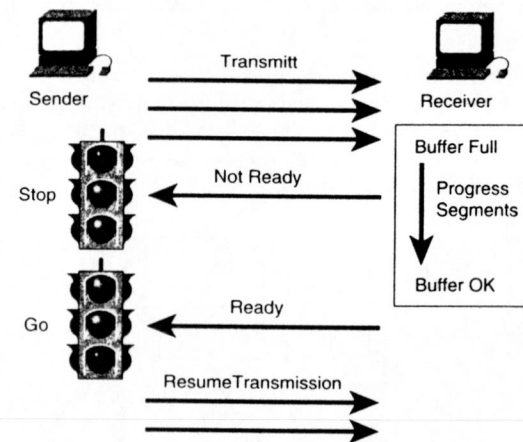 Transmitt
Sender
Receiver
Buffer Full
Not Ready
Stop
Progress
Segments
Buffer OK
Ready
Go
ResumeTransmission